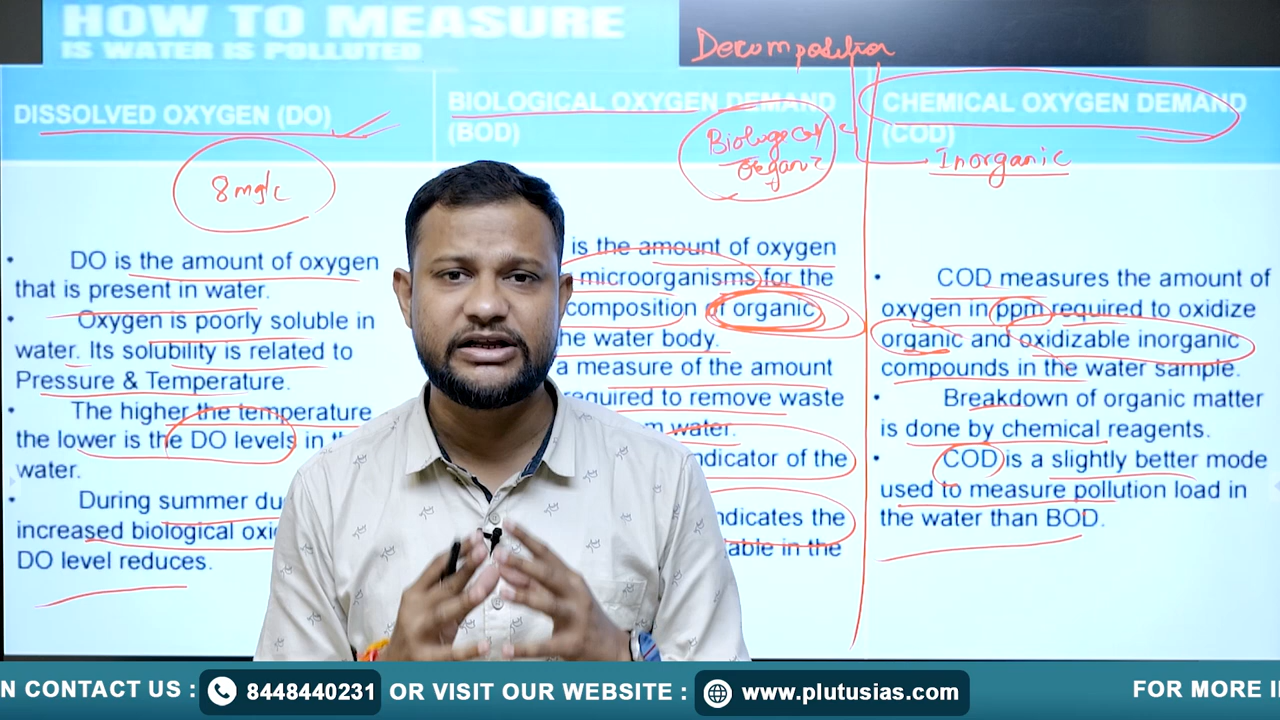 HOW TO MEASURE
IS WATER IS POLLUTED
Decomposition
DISSOLVED OXYGEN (DO)
8 mg/L
• DO is the amount of oxygen
that is present in water.
• Oxygen is poorly soluble in
water. Its solubility is related to
Pressure & Temperature.
• The higher the temperature
the lower is the DO levels in
water.
• During summer
increased biological
DO level reduces.
BIOLOGICAL OXYGEN DEMAND
(BOD)
Biological
organic
is the amount of oxygen
microorganisms for the
composition of organic
he water body.
a measure of the amount
required to remove waste
water.
ndicator of the
ndicates the
able in the
CHEMICAL OXYGEN DEMAND
(COD)
Inorganic
• COD measures the amount of
oxygen in ppm required to oxidize
organic and oxidizable inorganic
compounds in the water sample.
• Breakdown of organic matter
is done by chemical reagents.
• COD is a slightly better mode
used to measure pollution load in
the water than BOD.
N CONTACT US : 8448440231 OR VISIT OUR WEBSITE : www.plutusias.com FOR MORE